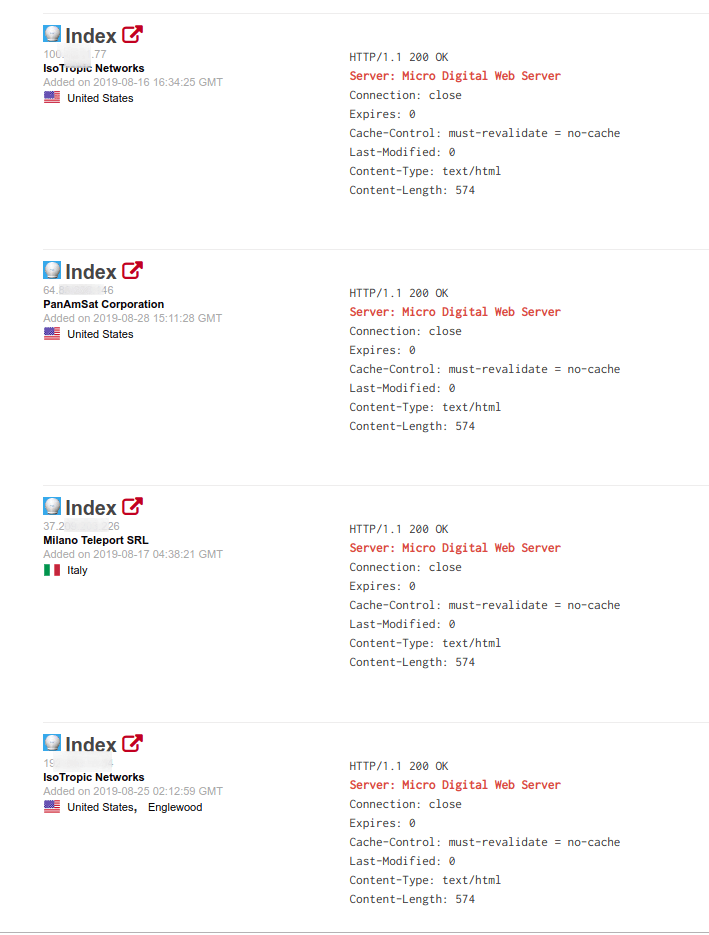 Index
100. .77
IsoTropic Networks
Added on 2019-08-16 16:34:25 GMT
United States
HTTP/1.1 200 OK
Server: Micro Digital Web Server
Connection: close
Expires: 0
Cache-Control: must-revalidate = no-cache
Last-Modified: 0
Content-Type: text/html
Content-Length: 574
Index
64. 46
PanAmSat Corporation
Added on 2019-08-28 15:11:28 GMT
United States
HTTP/1.1 200 OK
Server: Micro Digital Web Server
Connection: close
Expires: 0
Cache-Control: must-revalidate = no-cache
Last-Modified: 0
Content-Type: text/html
Content-Length: 574
Index
37.2 26
Milano Teleport SRL
Added on 2019-08-17 04:38:21 GMT
Italy
HTTP/1.1 200 OK
Server: Micro Digital Web Server
Connection: close
Expires: 0
Cache-Control: must-revalidate = no-cache
Last-Modified: 0
Content-Type: text/html
Content-Length: 574
Index
19
IsoTropic Networks
Added on 2019-08-25 02:12:59 GMT
United States, Englewood
HTTP/1.1 200 OK
Server: Micro Digital Web Server
Connection: close
Expires: 0
Cache-Control: must-revalidate = no-cache
Last-Modified: 0
Content-Type: text/html
Content-Length: 574